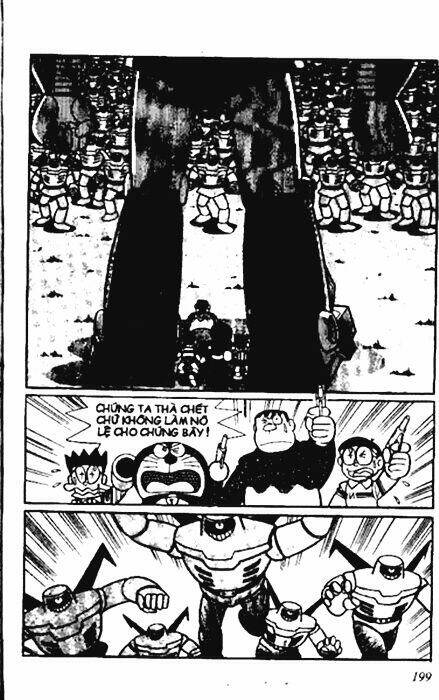 CHÚNG TA THÀ CHẾT
CHỨ KHÔNG LÀM NÔ
LỆ CHO CHÚNG BÂY!
199